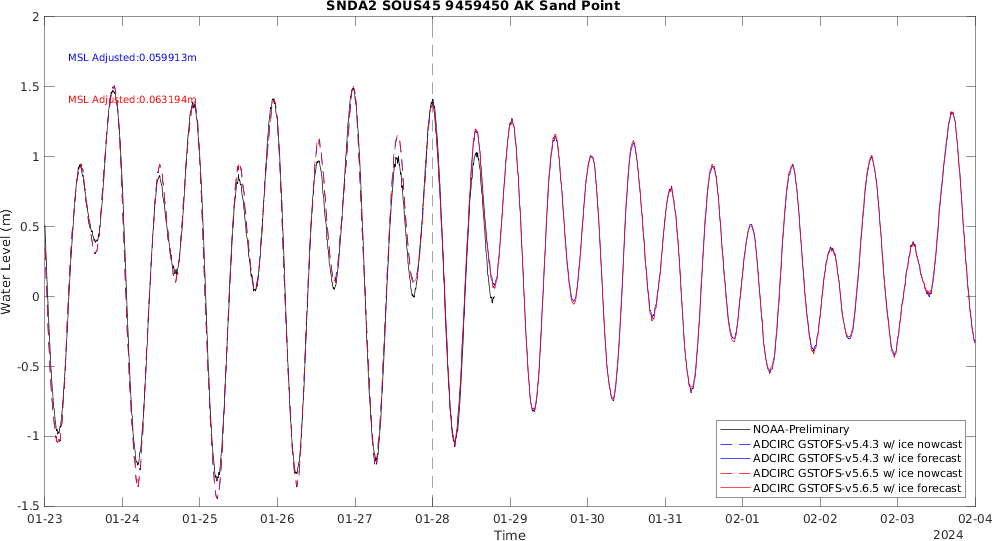 SNDA2 SOUS45 9459450 AK Sand Point
MSL Adjusted:0.059913m
MSL Adjusted:0.063194m
Water Level (m)
2
1.5
1
0.5
0
-0.5
-1
-1.5
NOAA-Preliminary
ADCIRC GSTOFS-v5.4.3 w/ ice nowcast
ADCIRC GSTOFS-v5.4.3 w/ ice forecast
ADCIRC GSTOFS-v5.6.5 w/ ice nowcast
ADCIRC GSTOFS-v5.6.5 w/ ice forecast
01-23 01-24 01-25 01-26 01-27 01-28 01-29 01-30 01-31 02-01 02-02 02-03 02-04
Time
2024